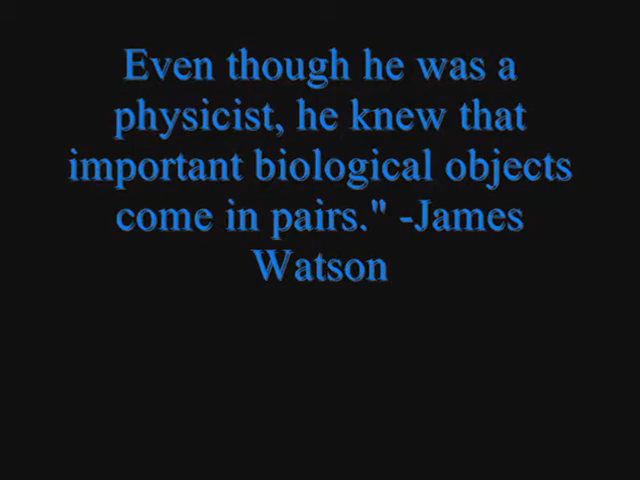 Even though he was a
physicist, he knew that
important biological objects
come in pairs." -James
Watson